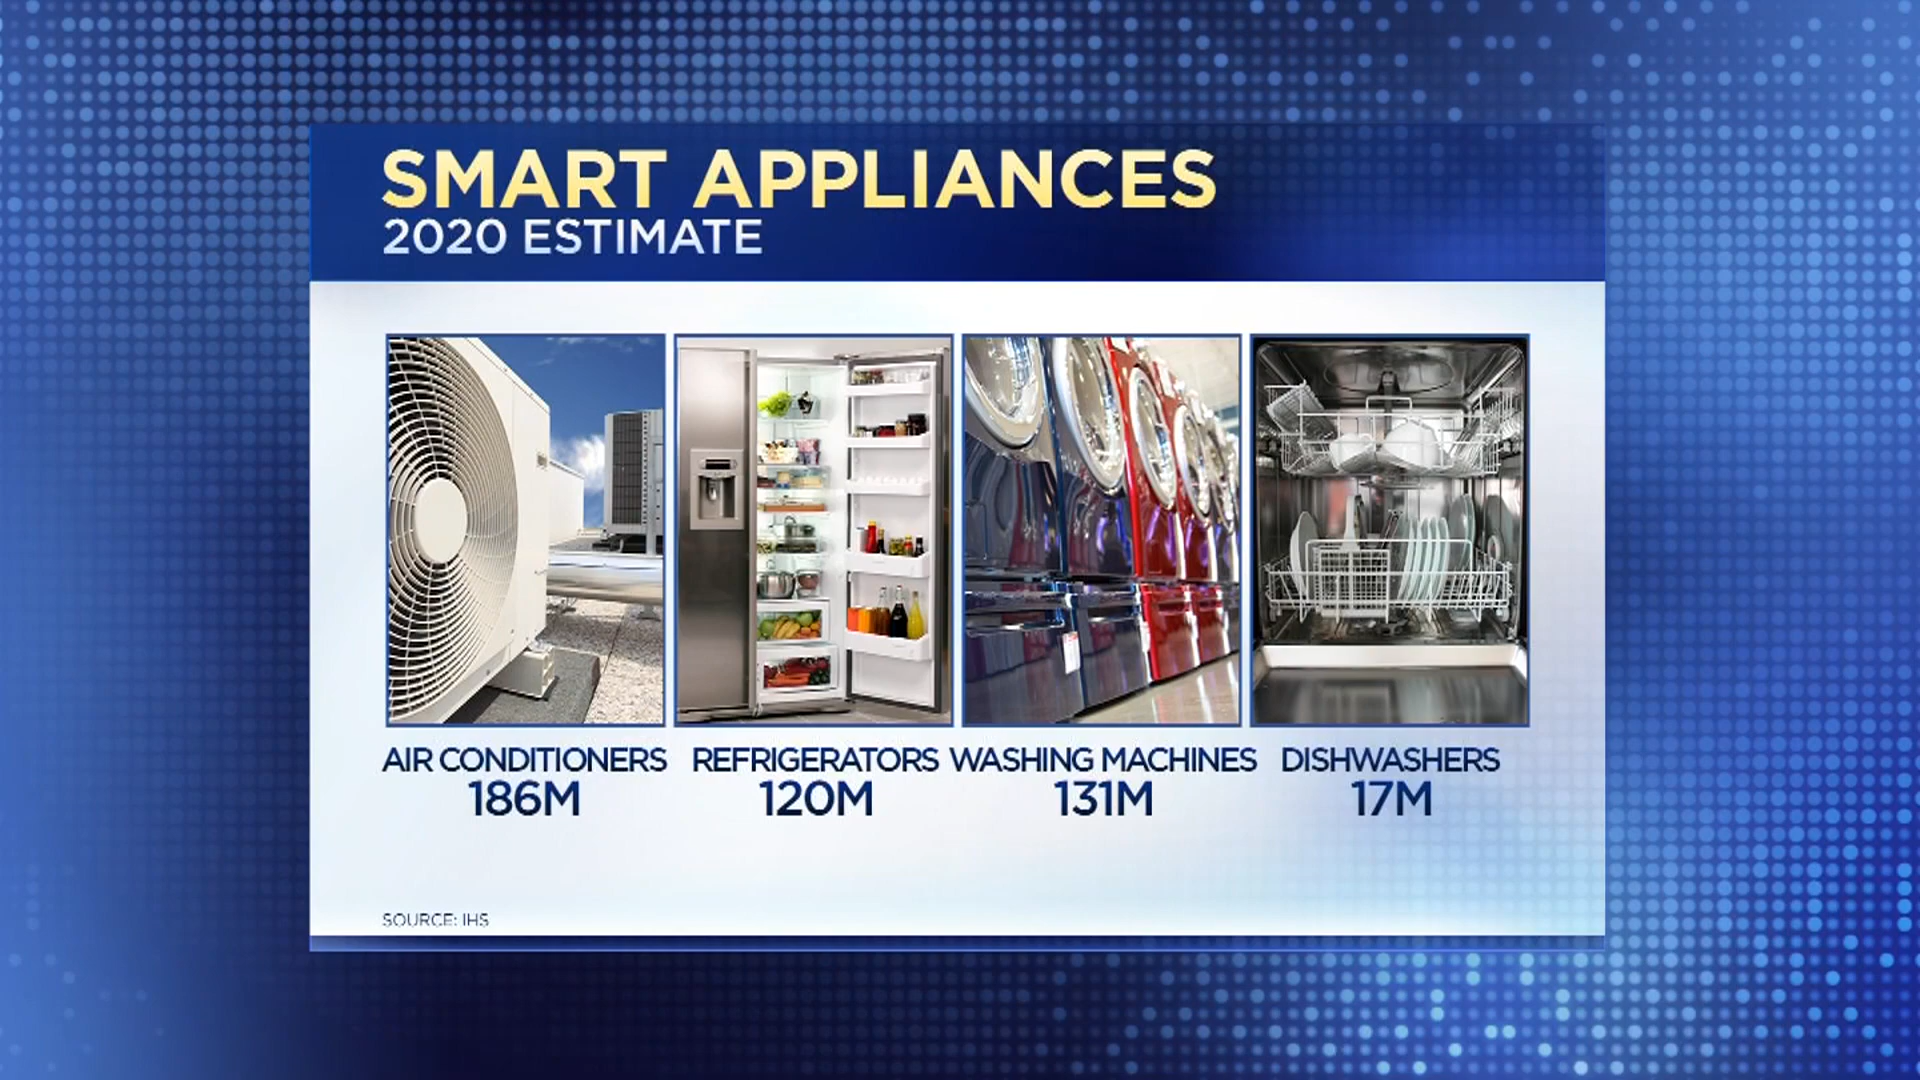 SMART APPLIANCES
2020 ESTIMATE
AIR CONDITIONERS
186M
REFRIGERATORS
120M
WASHING MACHINES
131M
DISHWASHERS
17M
SOURCE: IHS